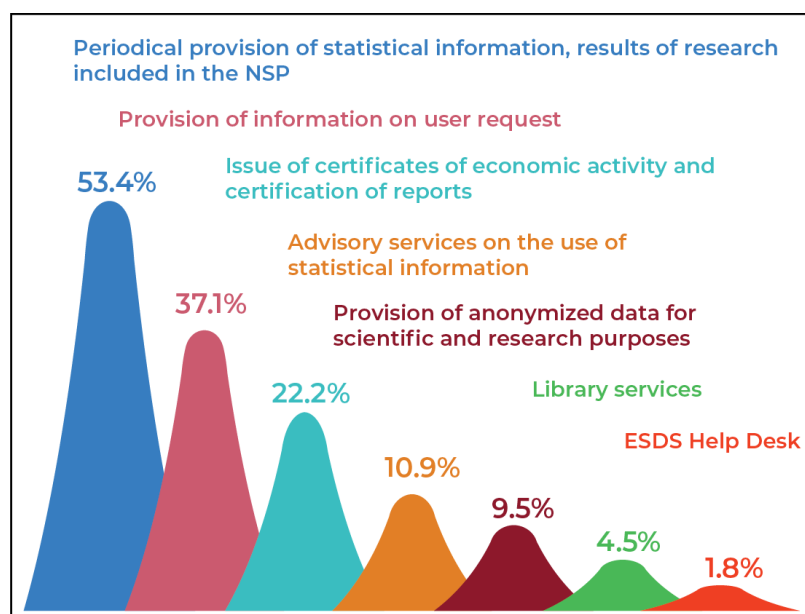 Periodical provision of statistical information, results of research
included in the NSP
Provision of information on user request
Issue of certificates of economic activity and
certification of reports
53.4%
Advisory services on the use of
statistical information
37.1%
Provision of anonymized data for
scientific and research purposes
22.2%
Library services
ESDS Help Desk
10.9%
9.5%
4.5%
1.8%